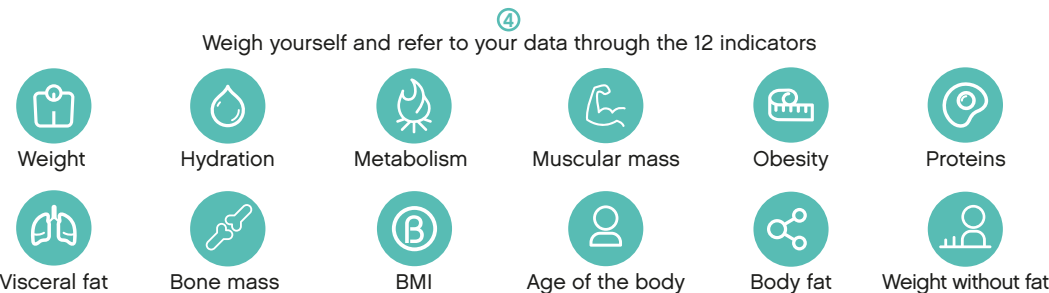 4
Weigh yourself and refer to your data through the 12 indicators
Weight Hydration Metabolism Muscular mass Obesity Proteins
Visceral fat Bone mass BMI Age of the body Body fat Weight without fat